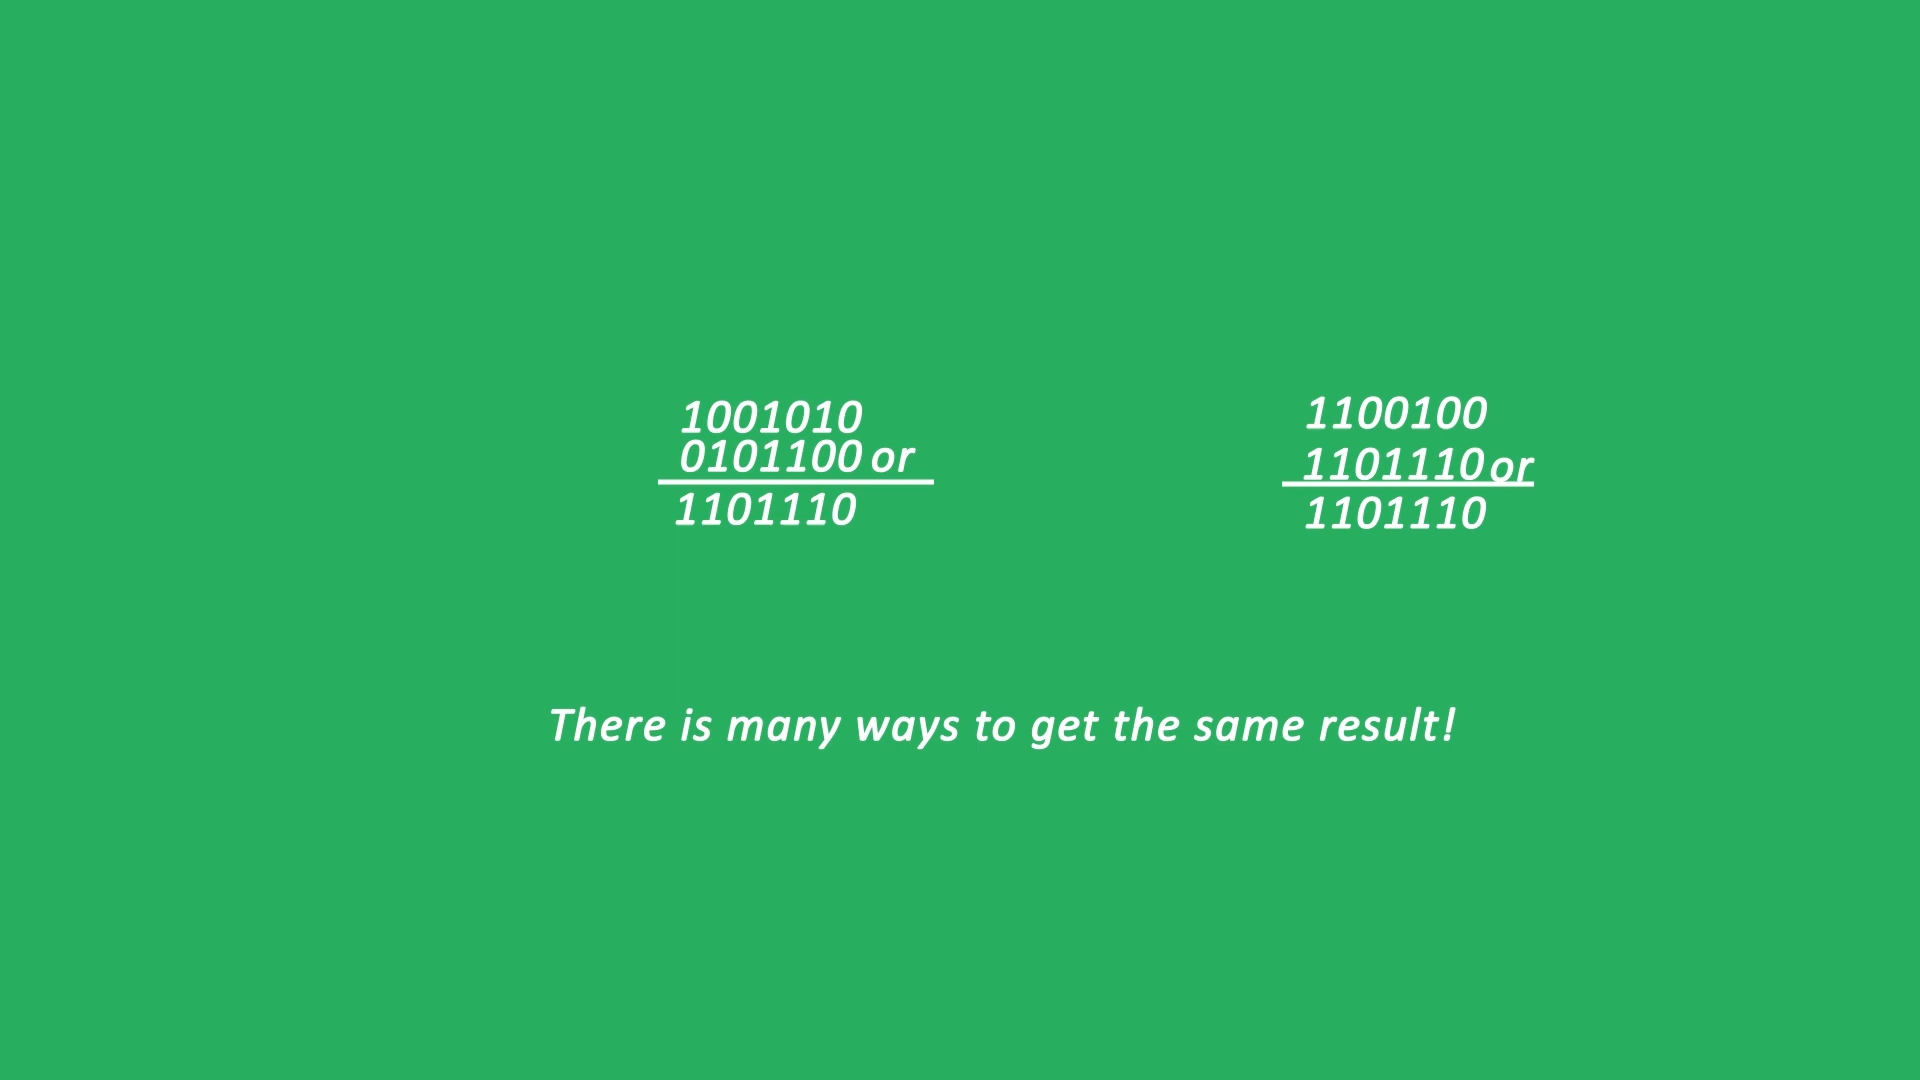 1001010
0101100 or
1101110
1100100
1101110 or
1101110
There is many ways to get the same result!